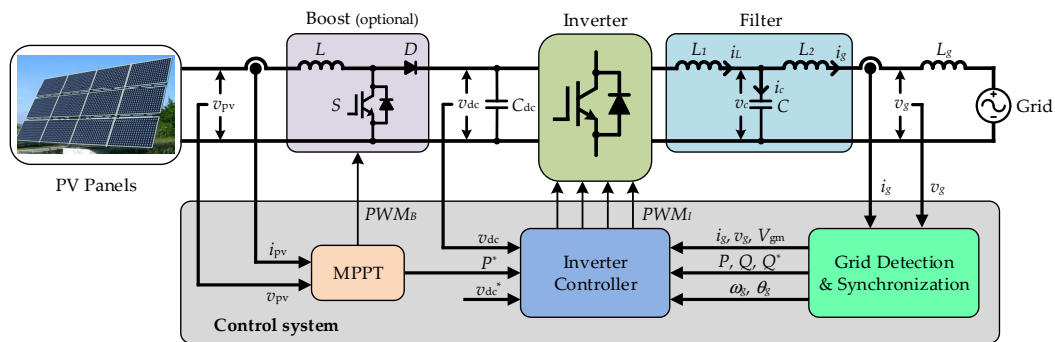 Boost (optional)
Inverter
Filter
L
D
L1
iL
L2
ig
Lg
vpv
S
vdc
Cdc
vc
ic
C
vg
Grid
PV Panels
PWMB
PWMI
ig
vg
ipv
vpv
MPPT
vdc
P*
vdc*
Inverter
Controller
ig, vg, Vgm
P, Q, Q*
ωg, θg
Grid Detection
& Synchronization
Control system